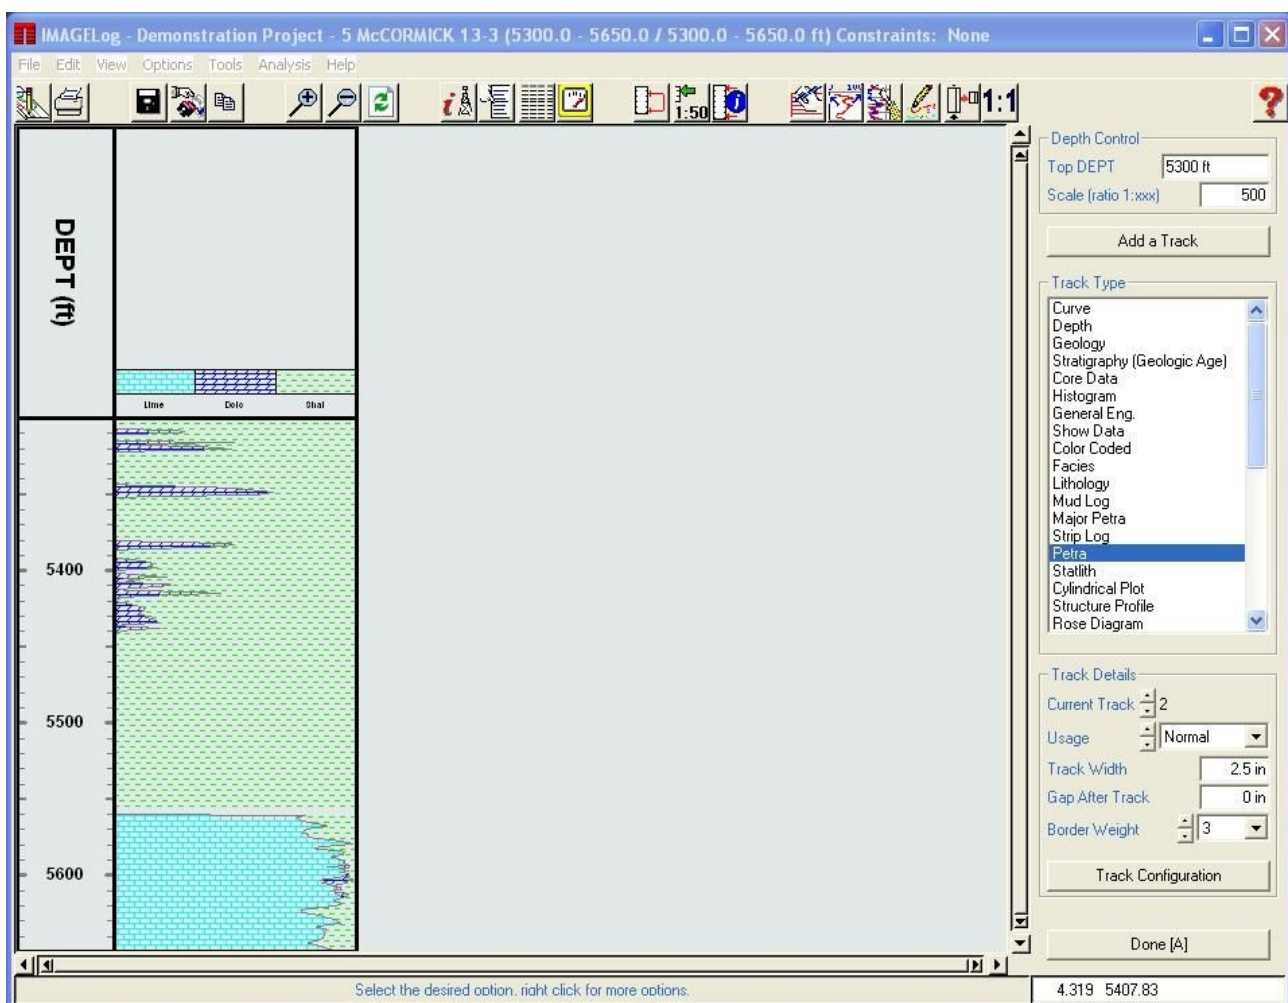 IMAGELog - Demonstration Project - 5 McCORMICK 13-3 (5300.0 - 5650.0 / 5300.0 - 5650.0 ft) Constraints: None
File Edit View Options Tools Analysis Help
1:50
1:1
DEPT (ft)
Lime Dolo Shal
5400
5500
5600
Depth Control
Top DEPT 5300 ft
Scale (ratio 1:xxx) 500
Add a Track
Track Type
Curve
Depth
Geology
Stratigraphy (Geologic Age)
Core Data
Histogram
General Eng.
Show Data
Color Coded
Facies
Lithology
Mud Log
Major Petra
Strip Log
Petra
Statlith
Cylindrical Plot
Structure Profile
Rose Diagram
Track Details
Current Track 2
Usage Normal
Track Width 2.5 in
Gap After Track 0 in
Border Weight 3
Track Configuration
Done [A]
Select the desired option, right click for more options.
4.319 5407.83